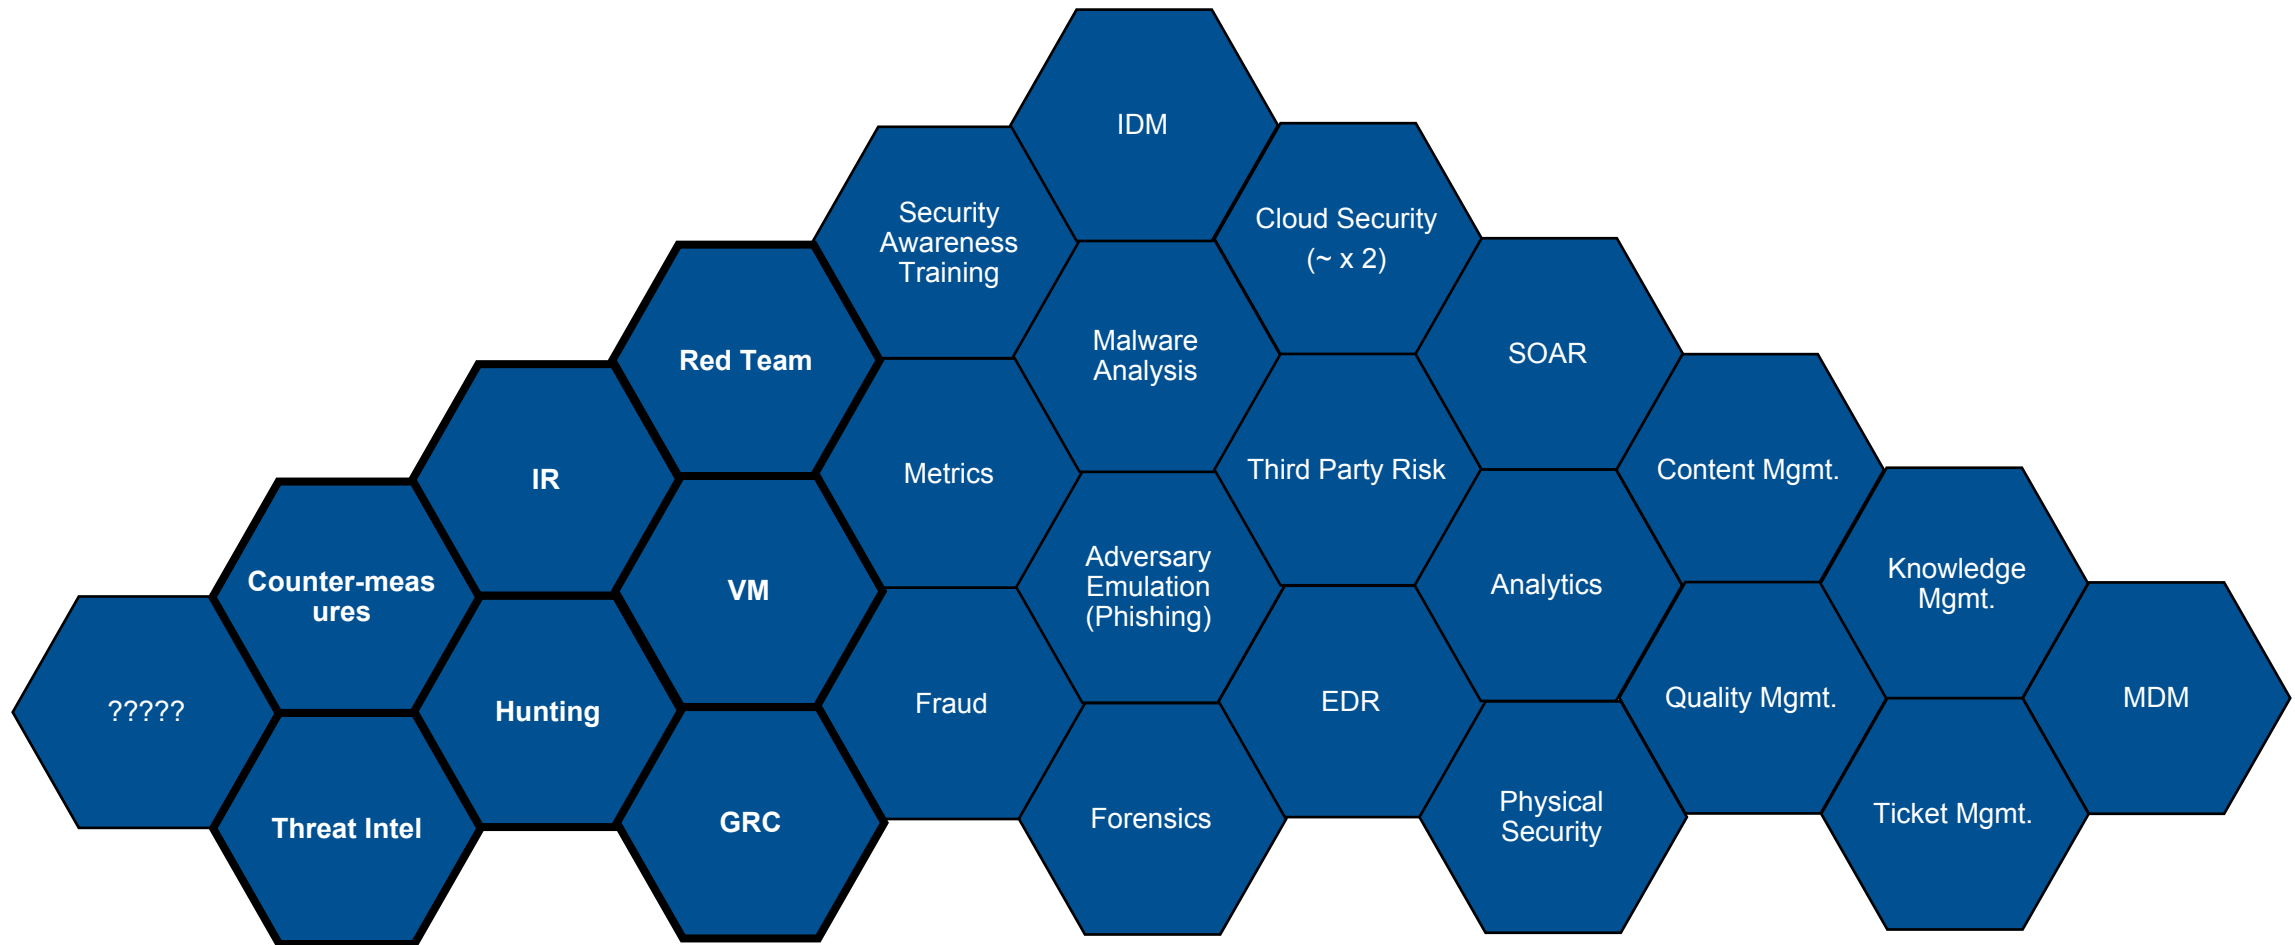 IDM
Security
Awareness
Training
Cloud Security
(~ x 2)
Red Team
Malware
Analysis
SOAR
IR
Metrics
Third Party Risk
Content Mgmt.
Counter-meas
ures
VM
Adversary
Emulation
(Phishing)
Analytics
Knowledge
Mgmt.
?????
Hunting
Fraud
EDR
Quality Mgmt.
MDM
Threat Intel
GRC
Forensics
Physical
Security
Ticket Mgmt.